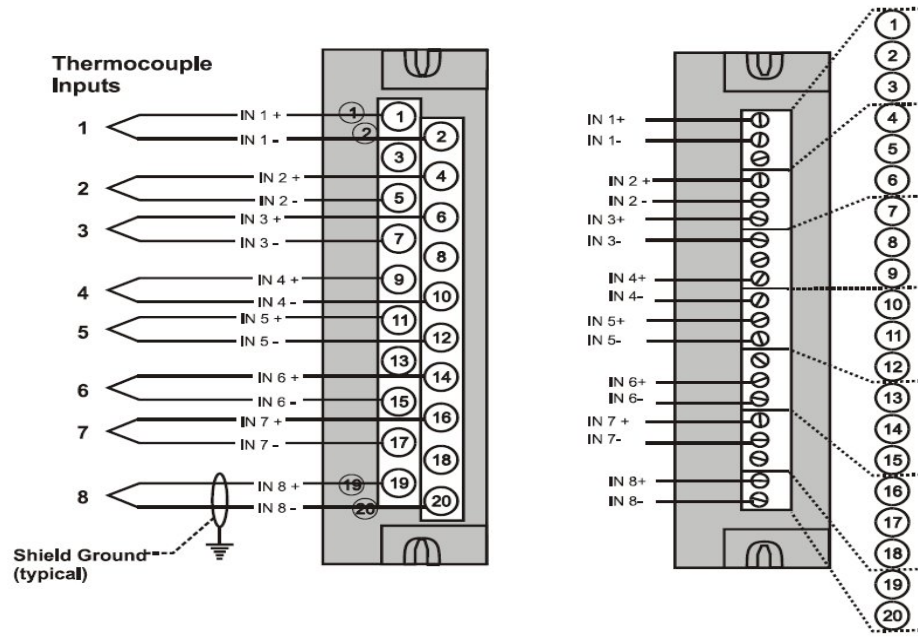 Thermocouple
Inputs
1
IN 1 +
IN 1 -
2
IN 2 +
IN 2 -
3
IN 3 +
IN 3 -
4
IN 4 +
IN 4 -
5
IN 5 +
IN 5 -
6
IN 6 +
IN 6 -
7
IN 7 +
IN 7 -
8
IN 8 +
IN 8 -
Shield Ground
(typical)
1
2
19
20
1
2
3
4
5
6
7
8
9
10
11
12
13
14
15
16
17
18
19
20
IN 1+
IN 1-
IN 2 +
IN 2 -
IN 3+
IN 3-
IN 4+
IN 4-
IN 5+
IN 5-
IN 6+
IN 6-
IN 7 +
IN 7-
IN 8+
IN 8-
1
2
3
4
5
6
7
8
9
10
11
12
13
14
15
16
17
18
19
20